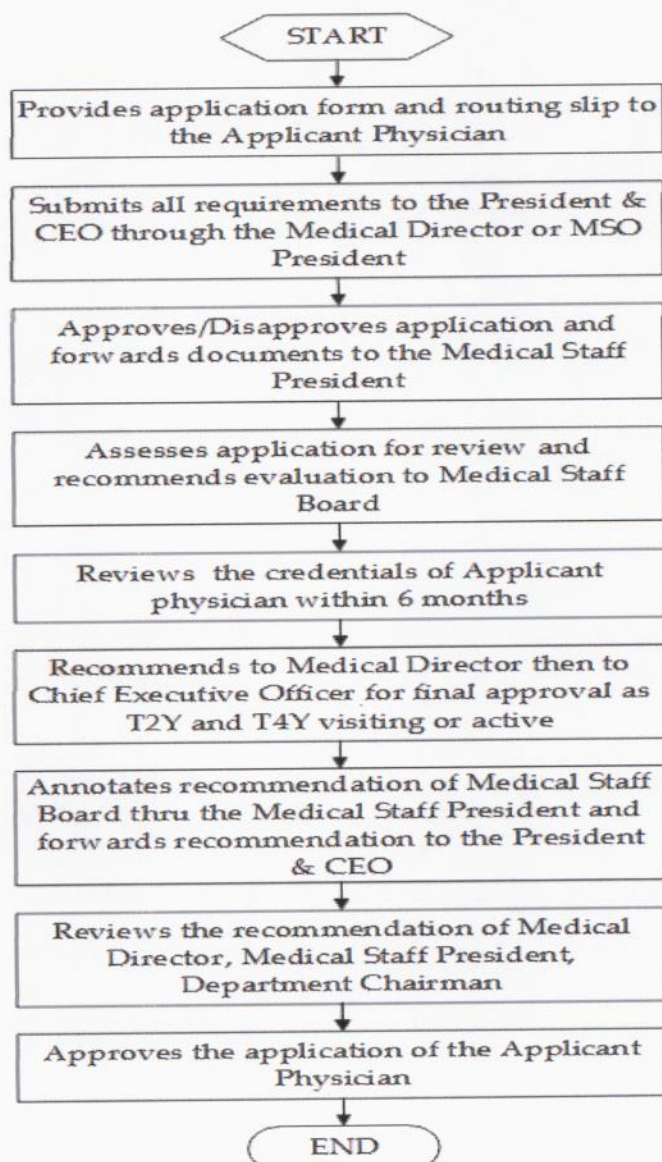 START
Provides application form and routing slip to
the Applicant Physician
Submits all requirements to the President &
CEO through the Medical Director or MSO
President
Approves/Disapproves application and
forwards documents to the Medical Staff
President
Assesses application for review and
recommends evaluation to Medical Staff
Board
Reviews the credentials of Applicant
physician within 6 months
Recommends to Medical Director then to
Chief Executive Officer for final approval as
T2Y and T4Y visiting or active
Annotates recommendation of Medical Staff
Board thru the Medical Staff President and
forwards recommendation to the President
& CEO
Reviews the recommendation of Medical
Director, Medical Staff President,
Department Chairman
Approves the application of the Applicant
Physician
END